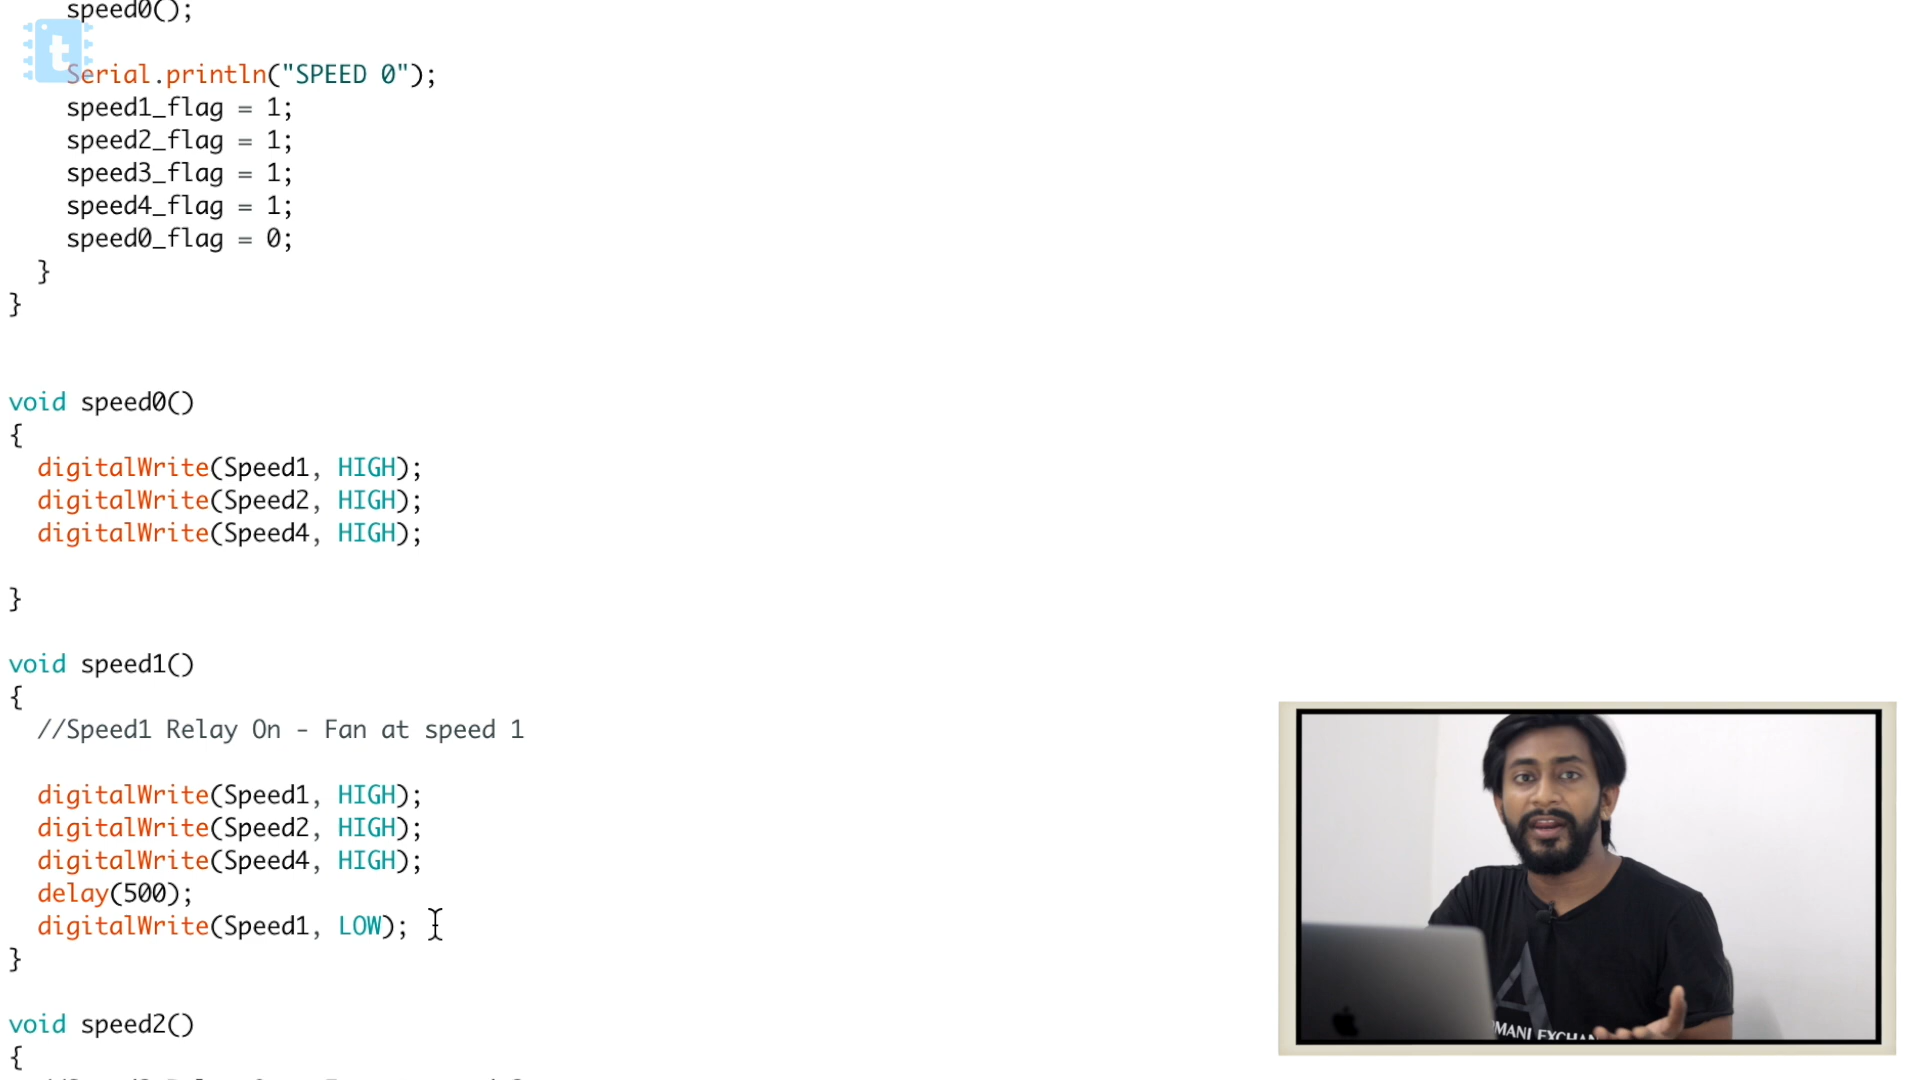 speed0();
t
Serial.println("SPEED 0");
speed1_flag = 1;
speed2_flag = 1;
speed3_flag = 1;
speed4_flag = 1;
speed0_flag = 0;
}
}
void speed0()
{
digitalWrite(Speed1, HIGH);
digitalWrite(Speed2, HIGH);
digitalWrite(Speed4, HIGH);
}
void speed1()
{
//Speed1 Relay On - Fan at speed 1
digitalWrite(Speed1, HIGH);
digitalWrite(Speed2, HIGH);
digitalWrite(Speed4, HIGH);
delay(500);
digitalWrite(Speed1, LOW);
}
void speed2()
{